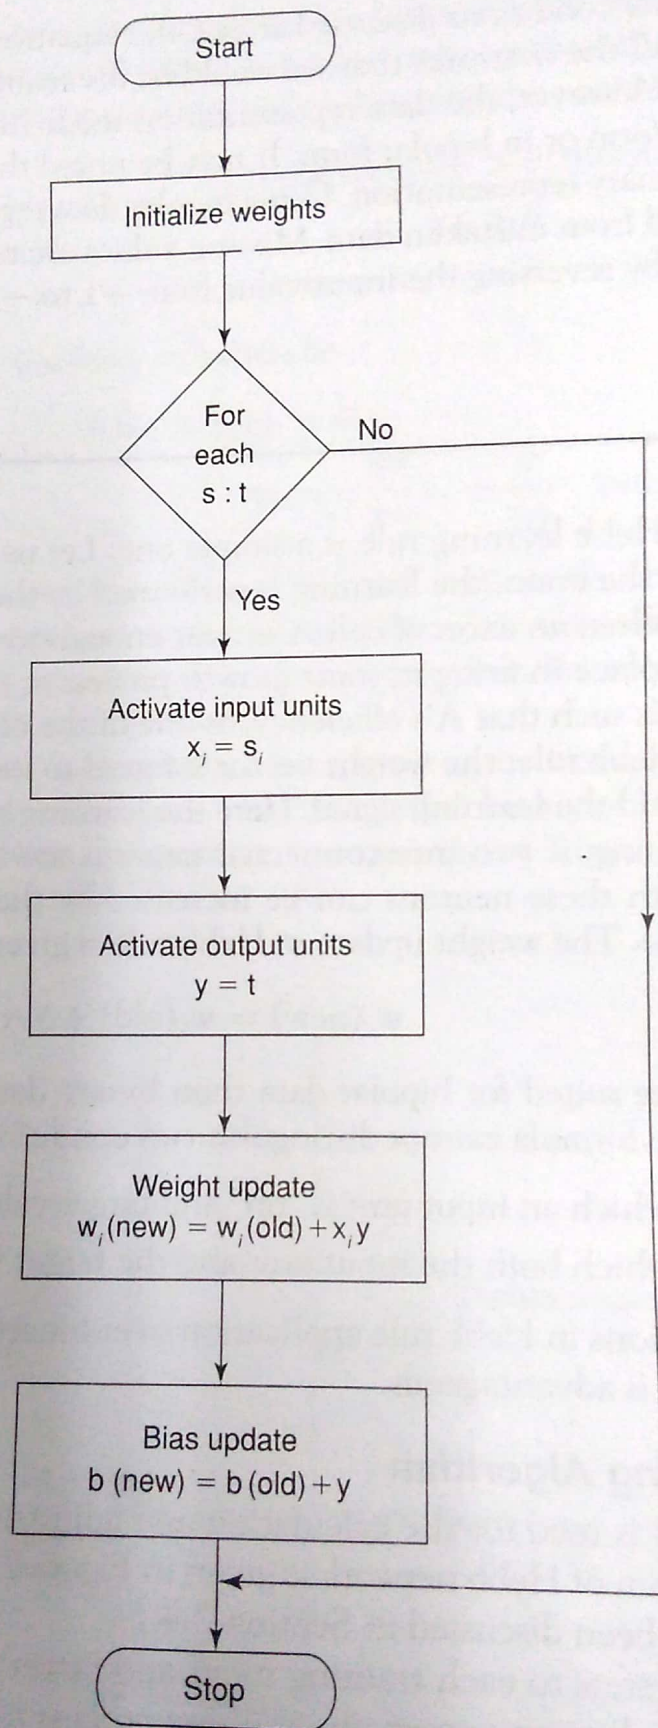 Start
Initialize weights
For
each
s : t
No
Yes
Activate input units
xᵢ = sᵢ
Activate output units
y = t
Weight update
wᵢ(new) = wᵢ(old)+xᵢy
Bias update
b (new) = b (old)+y
Stop